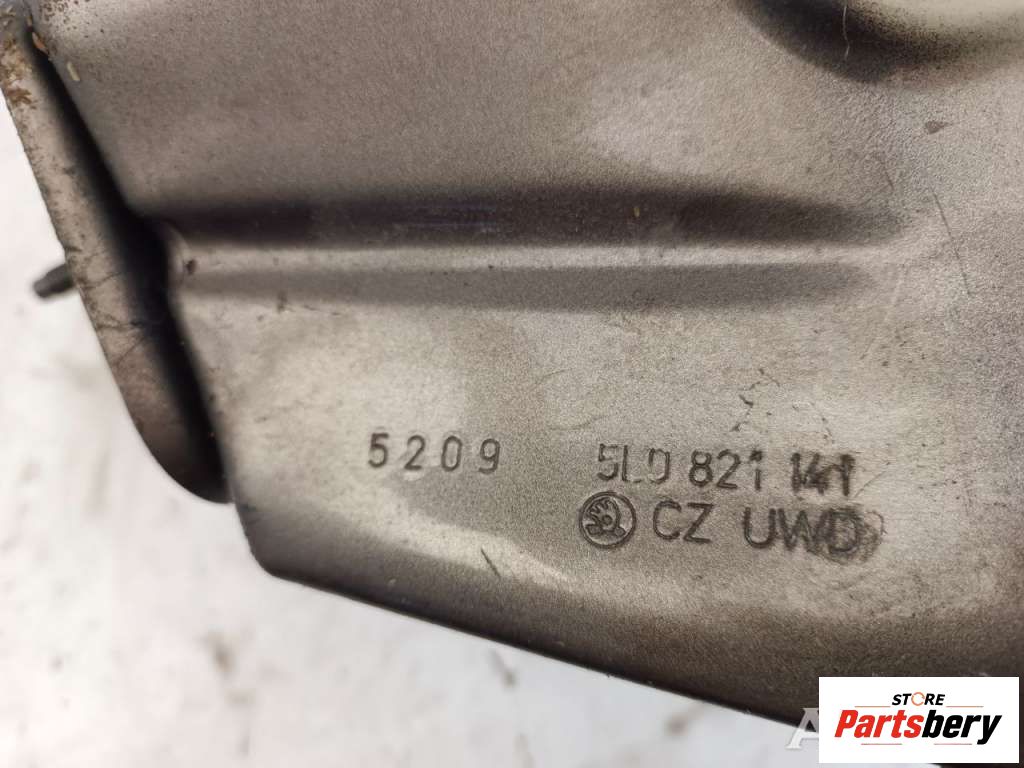 5209 5L0 821 141
CZ UWD
STORE
Partsbery